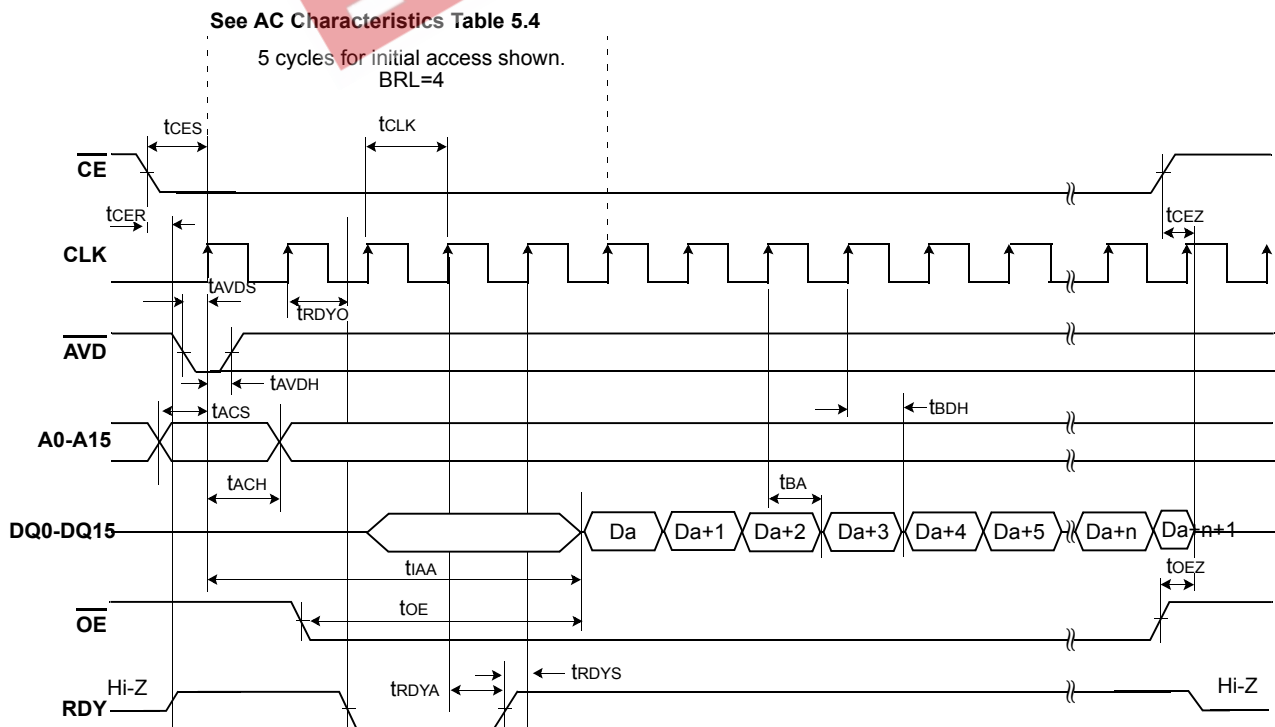 See AC Characteristics Table 5.4
5 cycles for initial access shown.
BRL=4
tCES
tCLK
CE
tCER
tCEZ
CLK
tAVDS
tRDYO
AVD
tAVDH
tACS
tBDH
A0-A15
tACH
tBA
DQ0-DQ15
Da
Da+1
Da+2
Da+3
Da+4
Da+5
Da+n
Da+n+1
tIAA
tOEZ
tOE
OE
tRDYS
tRDYA
Hi-Z
Hi-Z
RDY